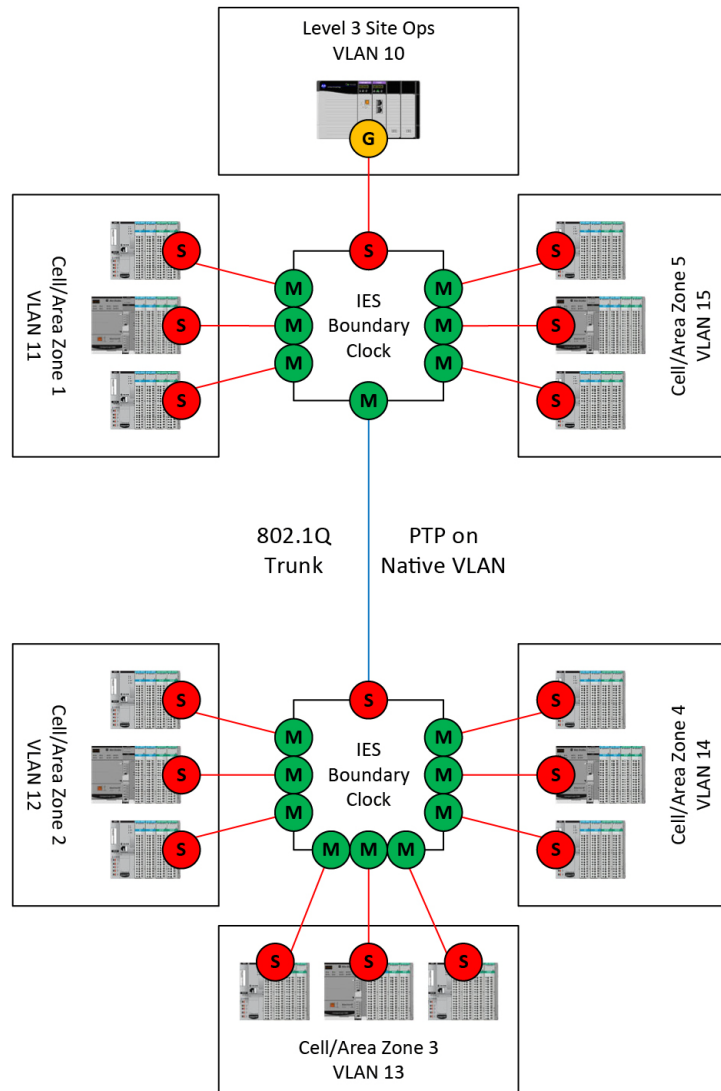 Level 3 Site Ops
VLAN 10
G
S
Cell/Area Zone 1
VLAN 11
S
S
S
M
M
M
IES
Boundary
Clock
M
M
M
M
S
S
S
Cell/Area Zone 5
VLAN 15
802.1Q
Trunk
PTP on
Native VLAN
S
Cell/Area Zone 2
VLAN 12
S
S
S
M
M
M
IES
Boundary
Clock
M
M
M
M M M
S
S
S
Cell/Area Zone 4
VLAN 14
S
S
S
Cell/Area Zone 3
VLAN 13